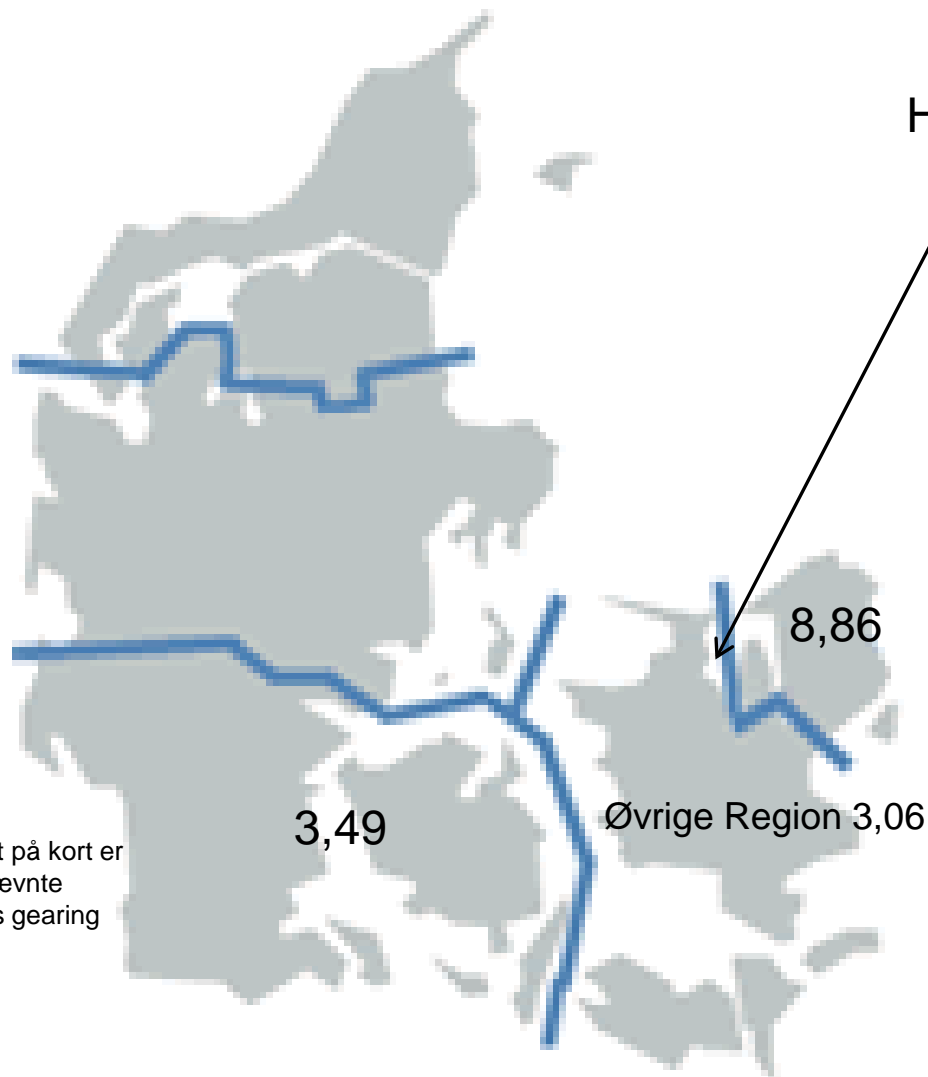 H
8,86
Øvrige Region 3,06
3,49
t på kort er
evnte
s gearing